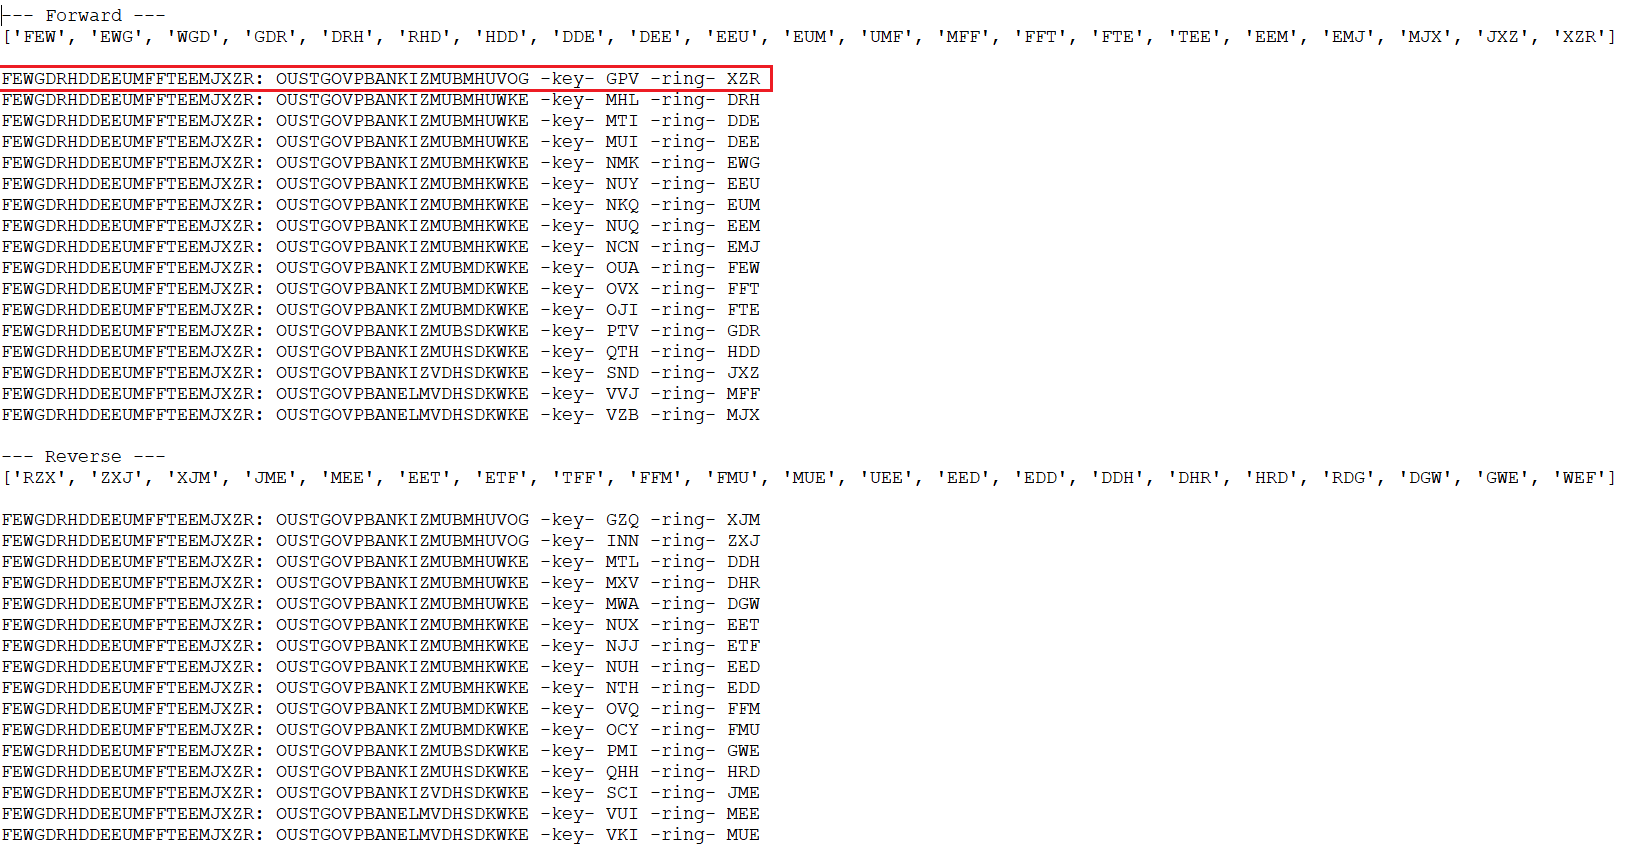 --- Forward ---
['FEW', 'EWG', 'WGD', 'GDR', 'DRH', 'RHD', 'HDD', 'DDE', 'DEE', 'EEU', 'EUM', 'UMF', 'MFF', 'FFT', 'FTE', 'TEE', 'EEM', 'EMJ', 'MJX', 'JXZ', 'XZR']
FEWGDRHDDEEUMFFTEEMJXZR: OUSTGOVPBANKIZMUBMHUVOG -key- GPV -ring- XZR
FEWGDRHDDEEUMFFTEEMJXZR: OUSTGOVPBANKIZMUBMHUWKE -key- MHL -ring- DRH
FEWGDRHDDEEUMFFTEEMJXZR: OUSTGOVPBANKIZMUBMHUWKE -key- MTI -ring- DDE
FEWGDRHDDEEUMFFTEEMJXZR: OUSTGOVPBANKIZMUBMHUWKE -key- MUI -ring- DEE
FEWGDRHDDEEUMFFTEEMJXZR: OUSTGOVPBANKIZMUBMHKWKE -key- NMK -ring- EWG
FEWGDRHDDEEUMFFTEEMJXZR: OUSTGOVPBANKIZMUBMHKWKE -key- NUY -ring- EEU
FEWGDRHDDEEUMFFTEEMJXZR: OUSTGOVPBANKIZMUBMHKWKE -key- NKQ -ring- EUM
FEWGDRHDDEEUMFFTEEMJXZR: OUSTGOVPBANKIZMUBMHKWKE -key- NUQ -ring- EEM
FEWGDRHDDEEUMFFTEEMJXZR: OUSTGOVPBANKIZMUBMHKWKE -key- NCN -ring- EMJ
FEWGDRHDDEEUMFFTEEMJXZR: OUSTGOVPBANKIZMUBMDKWKE -key- OUA -ring- FEW
FEWGDRHDDEEUMFFTEEMJXZR: OUSTGOVPBANKIZMUBMDKWKE -key- OVX -ring- FFT
FEWGDRHDDEEUMFFTEEMJXZR: OUSTGOVPBANKIZMUBMDKWKE -key- OJI -ring- FTE
FEWGDRHDDEEUMFFTEEMJXZR: OUSTGOVPBANKIZMUBSDKWKE -key- PTV -ring- GDR
FEWGDRHDDEEUMFFTEEMJXZR: OUSTGOVPBANKIZMUHSDKWKE -key- QTH -ring- HDD
FEWGDRHDDEEUMFFTEEMJXZR: OUSTGOVPBANKIZVDHSDKWKE -key- SND -ring- JXZ
FEWGDRHDDEEUMFFTEEMJXZR: OUSTGOVPBANELMVDHSDKWKE -key- VVJ -ring- MFF
FEWGDRHDDEEUMFFTEEMJXZR: OUSTGOVPBANELMVDHSDKWKE -key- VZB -ring- MJX
--- Reverse ---
['RZX', 'ZXJ', 'XJM', 'JME', 'MEE', 'EET', 'ETF', 'TFF', 'FFM', 'FMU', 'MUE', 'UEE', 'EED', 'EDD', 'DDH', 'DHR', 'HRD', 'RDG', 'DGW', 'GWE', 'WEF']
FEWGDRHDDEEUMFFTEEMJXZR: OUSTGOVPBANKIZMUBMHUVOG -key- GZQ -ring- XJM
FEWGDRHDDEEUMFFTEEMJXZR: OUSTGOVPBANKIZMUBMHUVOG -key- INN -ring- ZXJ
FEWGDRHDDEEUMFFTEEMJXZR: OUSTGOVPBANKIZMUBMHUWKE -key- MTL -ring- DDH
FEWGDRHDDEEUMFFTEEMJXZR: OUSTGOVPBANKIZMUBMHUWKE -key- MXV -ring- DHR
FEWGDRHDDEEUMFFTEEMJXZR: OUSTGOVPBANKIZMUBMHUWKE -key- MWA -ring- DGW
FEWGDRHDDEEUMFFTEEMJXZR: OUSTGOVPBANKIZMUBMHKWKE -key- NUX -ring- EET
FEWGDRHDDEEUMFFTEEMJXZR: OUSTGOVPBANKIZMUBMHKWKE -key- NJJ -ring- ETF
FEWGDRHDDEEUMFFTEEMJXZR: OUSTGOVPBANKIZMUBMHKWKE -key- NUH -ring- EED
FEWGDRHDDEEUMFFTEEMJXZR: OUSTGOVPBANKIZMUBMHKWKE -key- NTH -ring- EDD
FEWGDRHDDEEUMFFTEEMJXZR: OUSTGOVPBANKIZMUBMDKWKE -key- OVQ -ring- FFM
FEWGDRHDDEEUMFFTEEMJXZR: OUSTGOVPBANKIZMUBMDKWKE -key- OCY -ring- FMU
FEWGDRHDDEEUMFFTEEMJXZR: OUSTGOVPBANKIZMUBSDKWKE -key- PMI -ring- GWE
FEWGDRHDDEEUMFFTEEMJXZR: OUSTGOVPBANKIZMUHSDKWKE -key- QHH -ring- HRD
FEWGDRHDDEEUMFFTEEMJXZR: OUSTGOVPBANKIZVDHSDKWKE -key- SCI -ring- JME
FEWGDRHDDEEUMFFTEEMJXZR: OUSTGOVPBANELMVDHSDKWKE -key- VUI -ring- MEE
FEWGDRHDDEEUMFFTEEMJXZR: OUSTGOVPBANELMVDHSDKWKE -key- VKI -ring- MUE